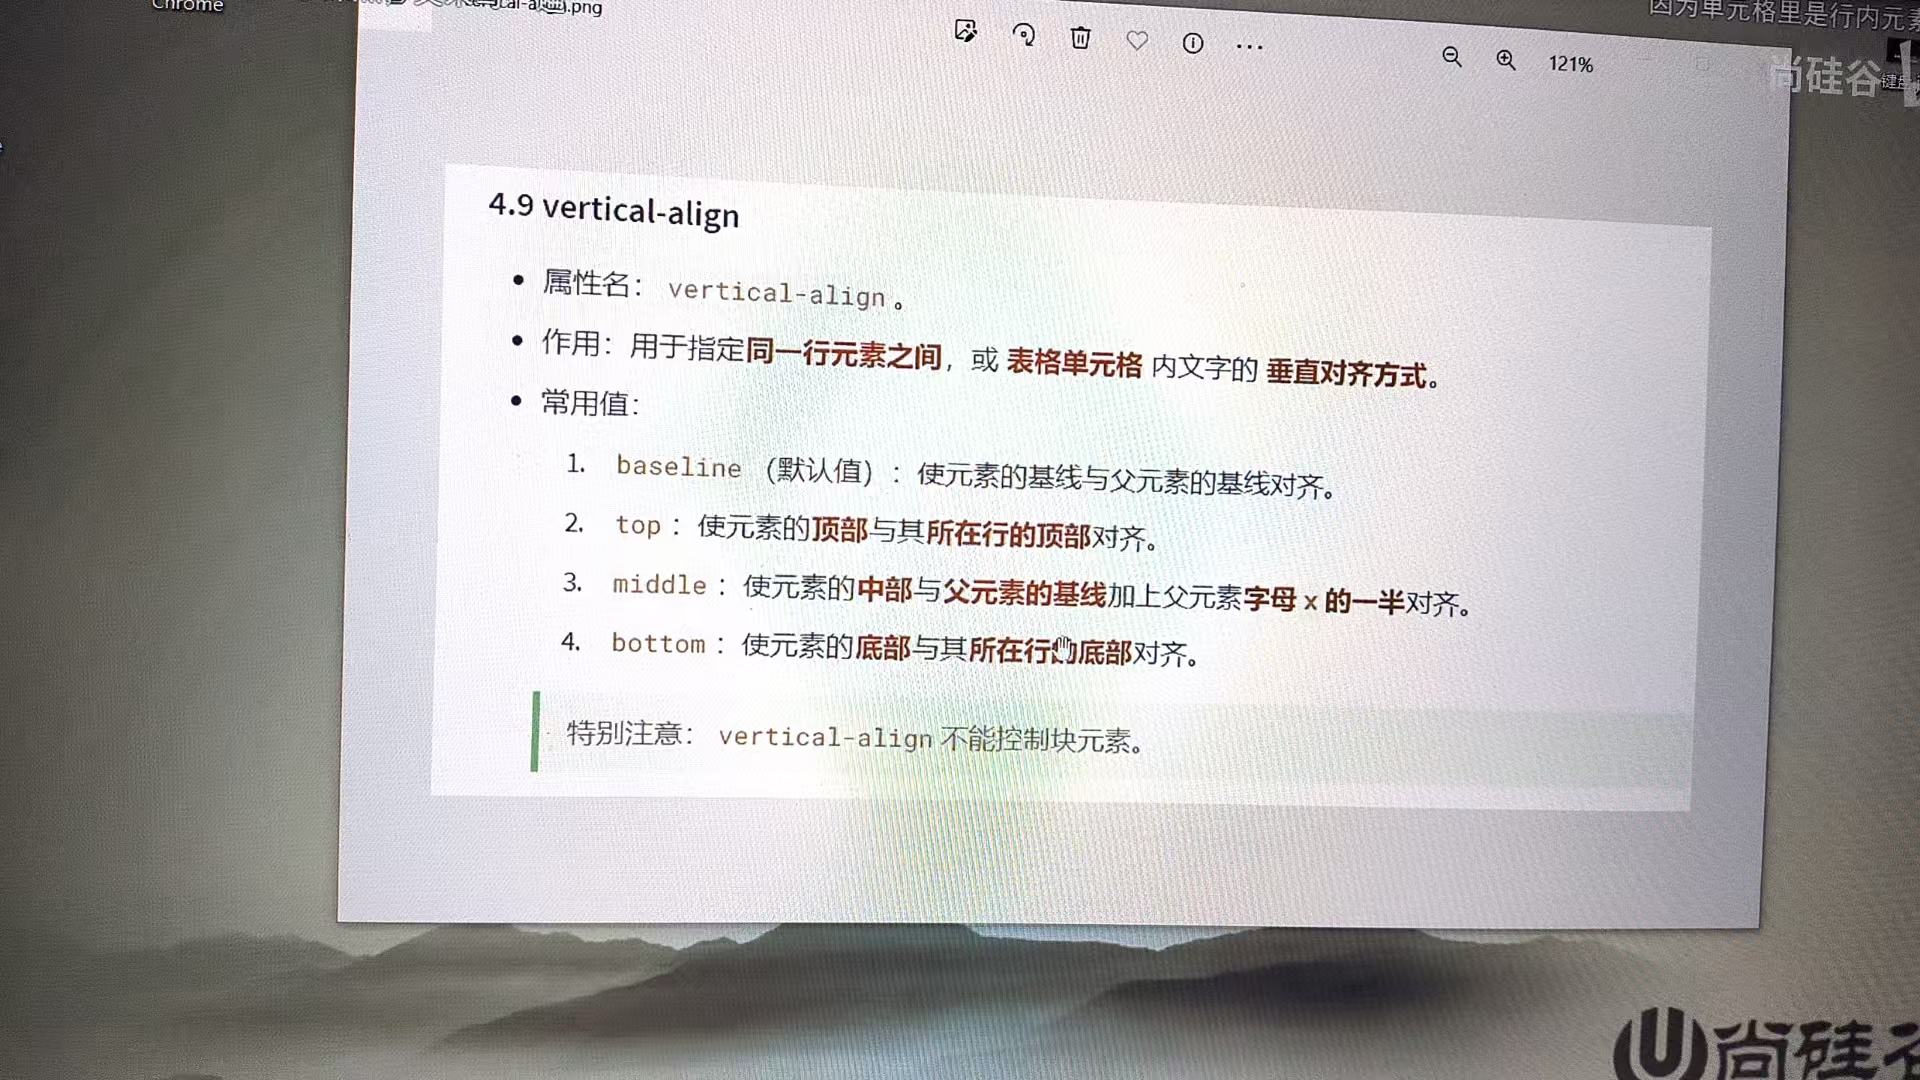 Chrome
.png
因为单元格里是行内元素
121%
尚硅谷
4.9 vertical-align
属性名： vertical-align 。
作用：用于指定同一行元素之间，或 表格单元格 内文字的 垂直对齐方式。
常用值：
1. baseline （默认值）：使元素的基线与父元素的基线对齐。
2. top ：使元素的顶部与其所在行的顶部对齐。
3. middle ：使元素的中部与父元素的基线加上父元素字母 x 的一半对齐。
4. bottom ：使元素的底部与其所在行的底部对齐。
特别注意： vertical-align 不能控制块元素。
尚硅谷